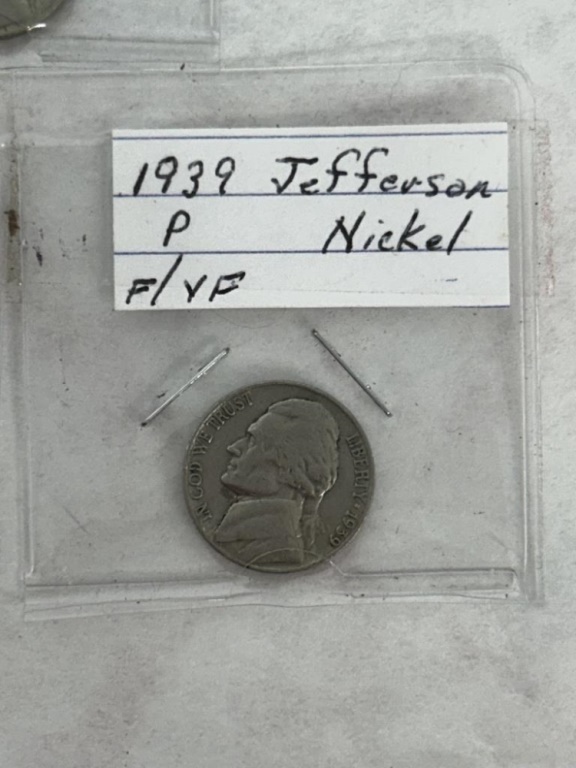 1939 Jefferson
P Nickel
F/VF
IN GOD WE TRUST
LIBERTY * 1939